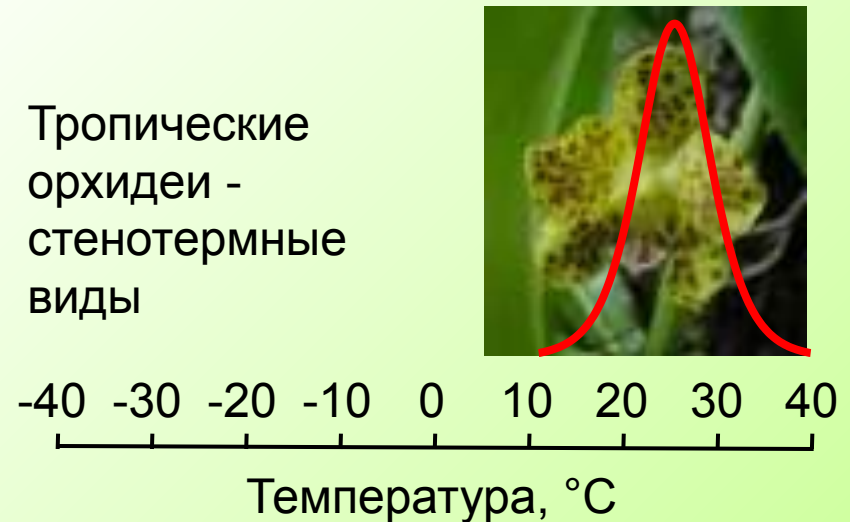 Тропические
орхидеи -
стенотермные
виды
-40 -30 -20 -10 0 10 20 30 40
Температура, °C